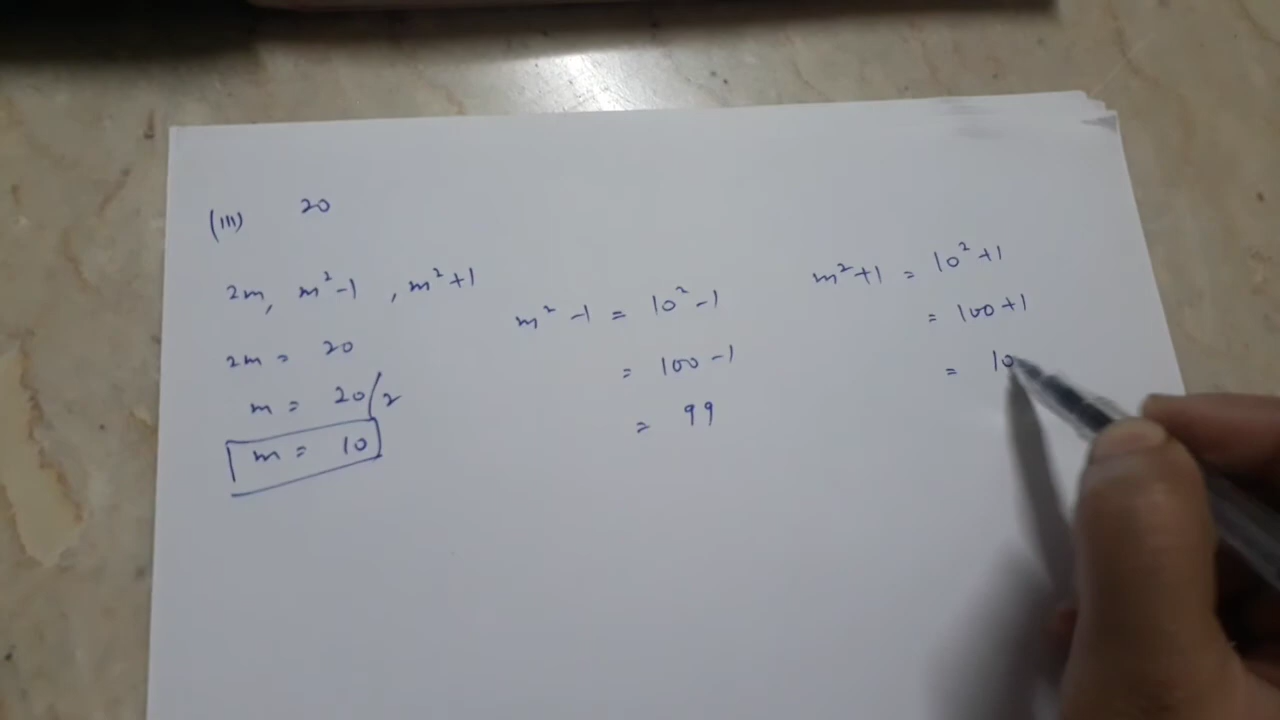 (III) 20
2m, m²-1, m²+1
2m = 20
m = 20/2
m = 10
m²-1 = 10²-1
= 100-1
= 99
m²+1 = 10²+1
= 100+1
= 10